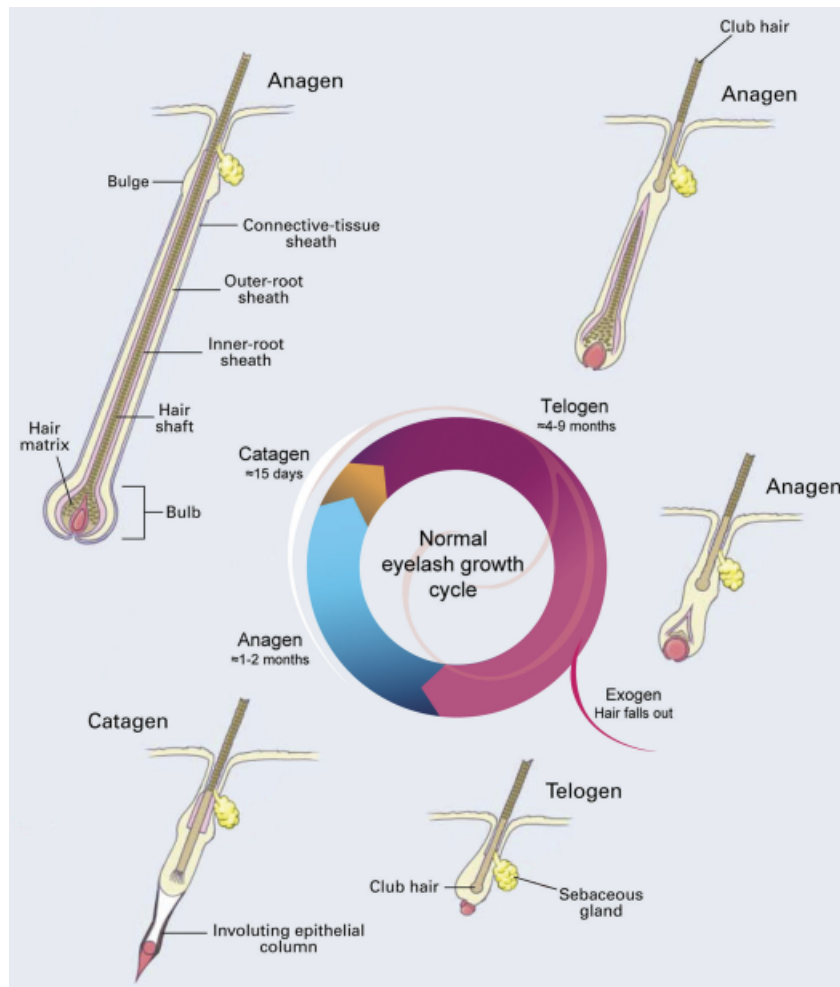 Club hair
Anagen
Anagen
Bulge
Connective-tissue
sheath
Outer-root
sheath
Inner-root
sheath
Hair
shaft
Hair
matrix
Bulb
Telogen
≈4-9 months
Catagen
≈15 days
Anagen
Normal
eyelash growth
cycle
Anagen
≈1-2 months
Exogen
Hair falls out
Catagen
Telogen
Club hair
Sebaceous
gland
Involuting epithelial
column